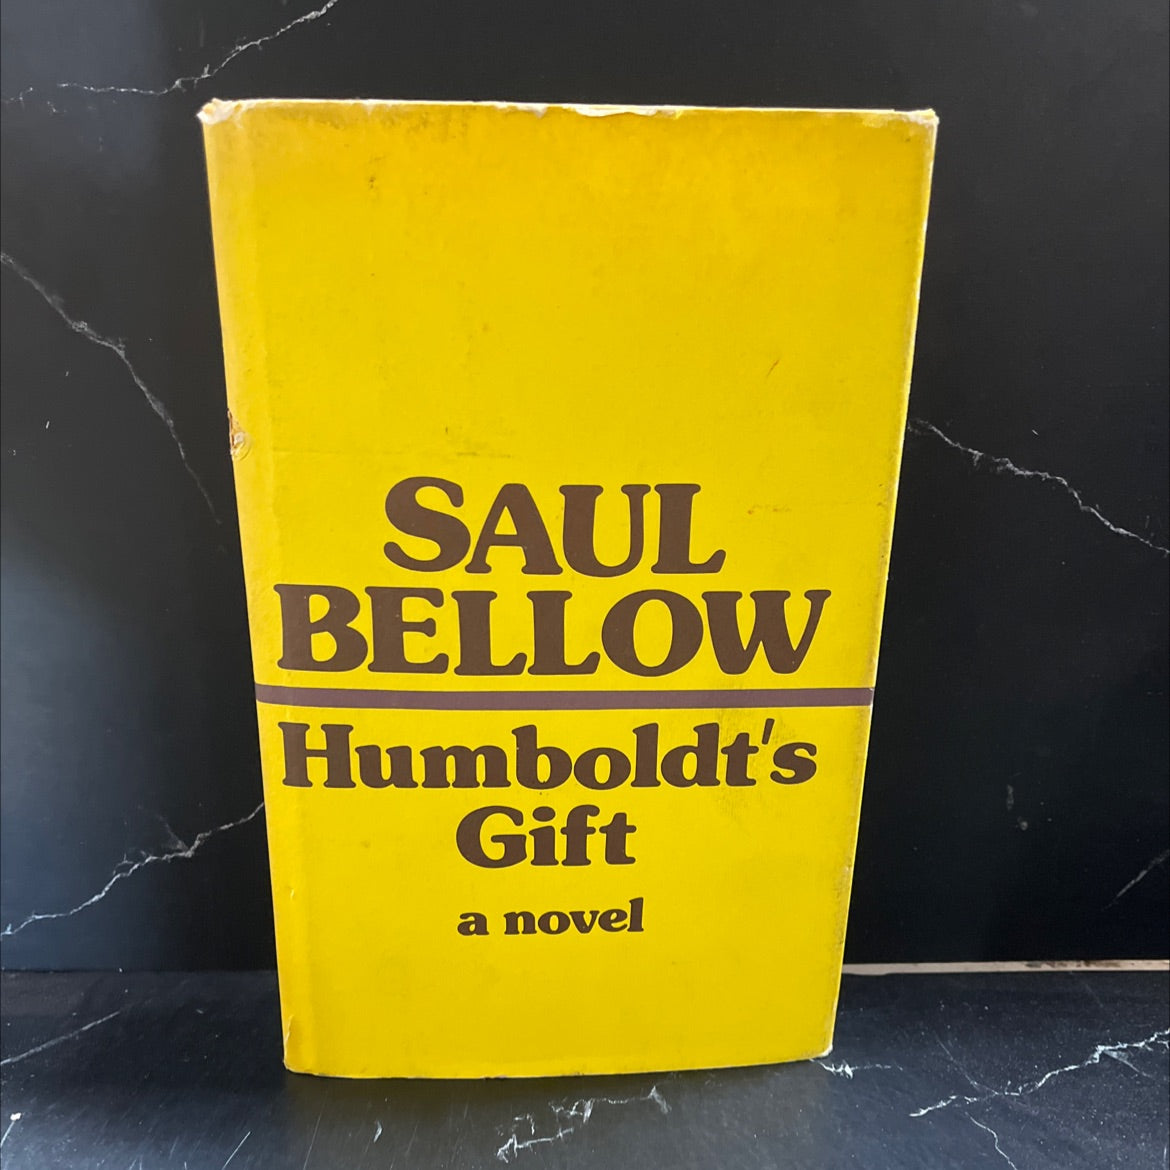 SAUL
BELLOW
Humboldt's
Gift
a novel